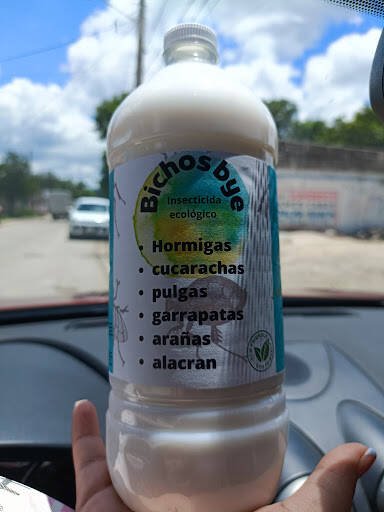 Bichos bye
Insecticida
ecológico
• Hormigas
• cucarachas
• pulgas
• garrapatas
• arañas
• alacran